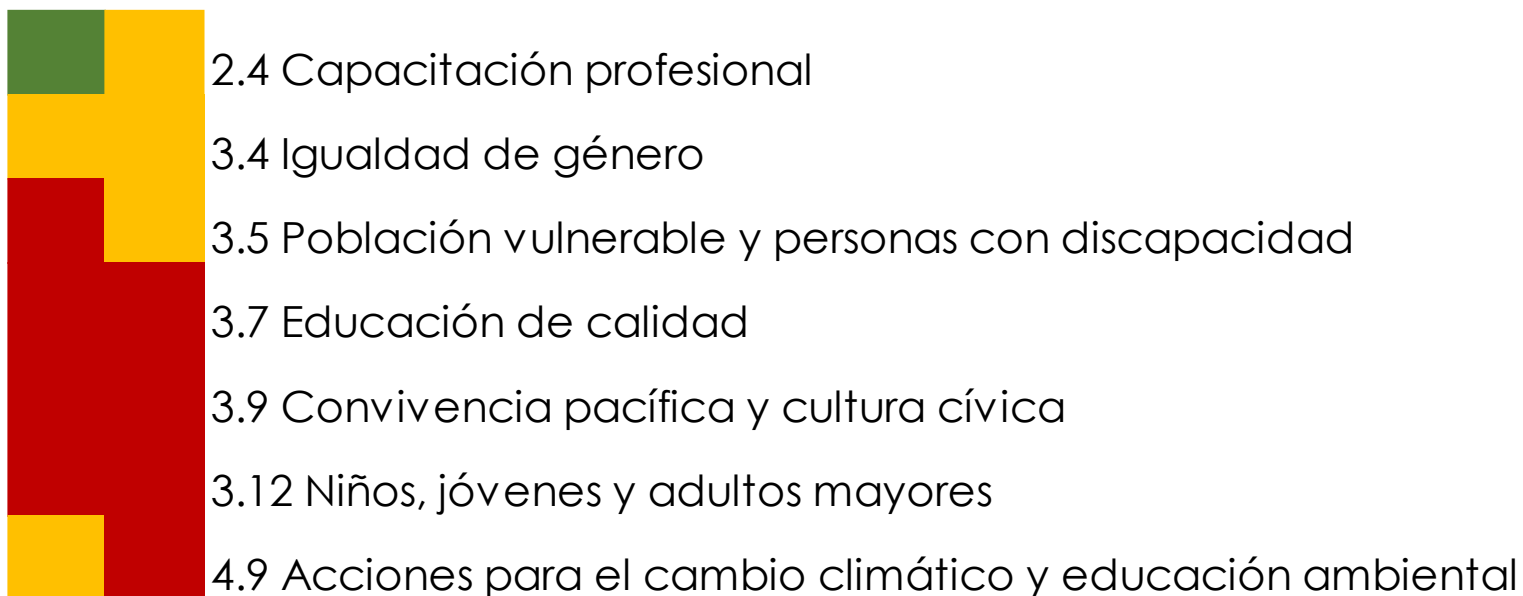 2.4 Capacitación profesional
3.4 Igualdad de género
3.5 Población vulnerable y personas con discapacidad
3.7 Educación de calidad
3.9 Convivencia pacífica y cultura cívica
3.12 Niños, jóvenes y adultos mayores
4.9 Acciones para el cambio climático y educación ambiental